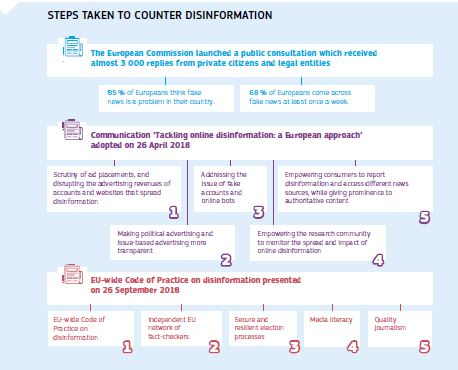 STEPS TAKEN TO COUNTER DISINFORMATION
The European Commission launched a public consultation which received
almost 3 000 replies from private citizens and legal entities
85 % of Europeans think fake
news is a problem in their country.
68 % of Europeans come across
fake news at least once a week.
Communication 'Tackling online disinformation: a European approach'
adopted on 26 April 2018
Scrutiny of ad placements, and
disrupting the advertising revenues of
accounts and websites that spread
disinformation
1
Addressing the
issue of fake
accounts and
online bots
3
Empowering consumers to report
disinformation and access different news
sources, while giving prominence to
authoritative content
5
Making political advertising and
issue-based advertising more
transparent
2
Empowering the research community
to monitor the spread and impact of
online disinformation
4
EU-wide Code of Practice on disinformation presented
on 26 September 2018
EU-wide Code of
Practice on
disinformation
1
Independent EU
network of
fact-checkers
2
Secure and
resilient election
processes
3
Media literacy
4
Quality
journalism
5